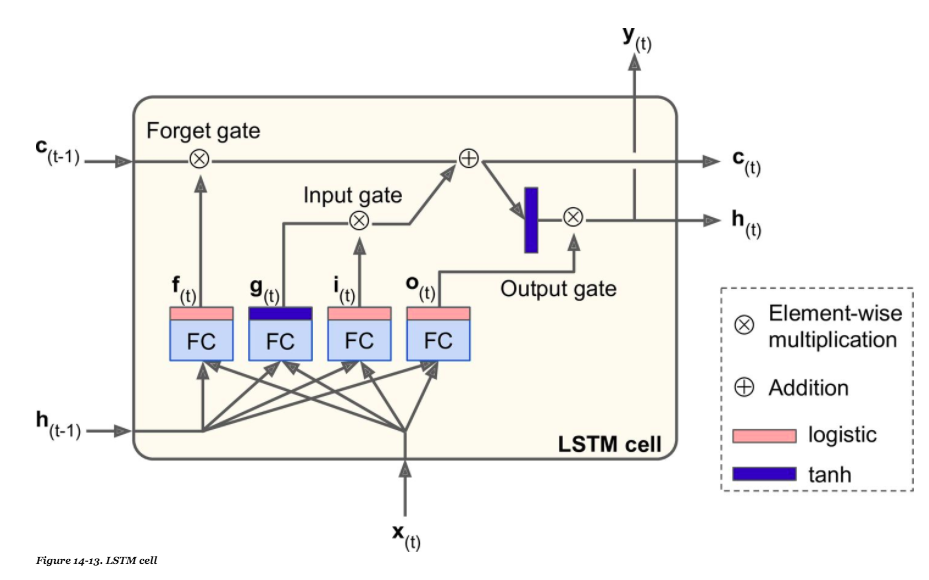 y(t)
Forget gate
c(t-1)
c(t)
Input gate
h(t)
f(t) g(t) i(t) o(t)
Output gate
FC FC FC FC
Element-wise
multiplication
Addition
h(t-1)
LSTM cell
logistic
tanh
x(t)
Figure 14-13. LSTM cell